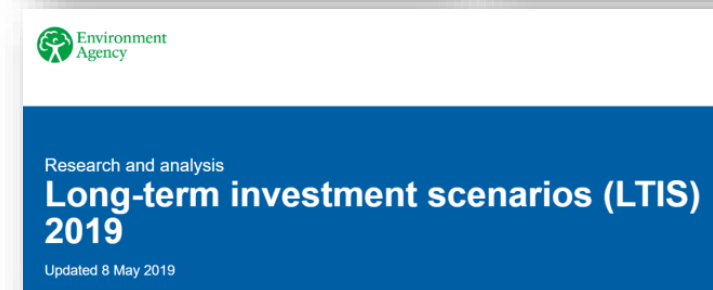 Environment
Agency
Research and analysis
Long-term investment scenarios (LTIS)
2019
Updated 8 May 2019